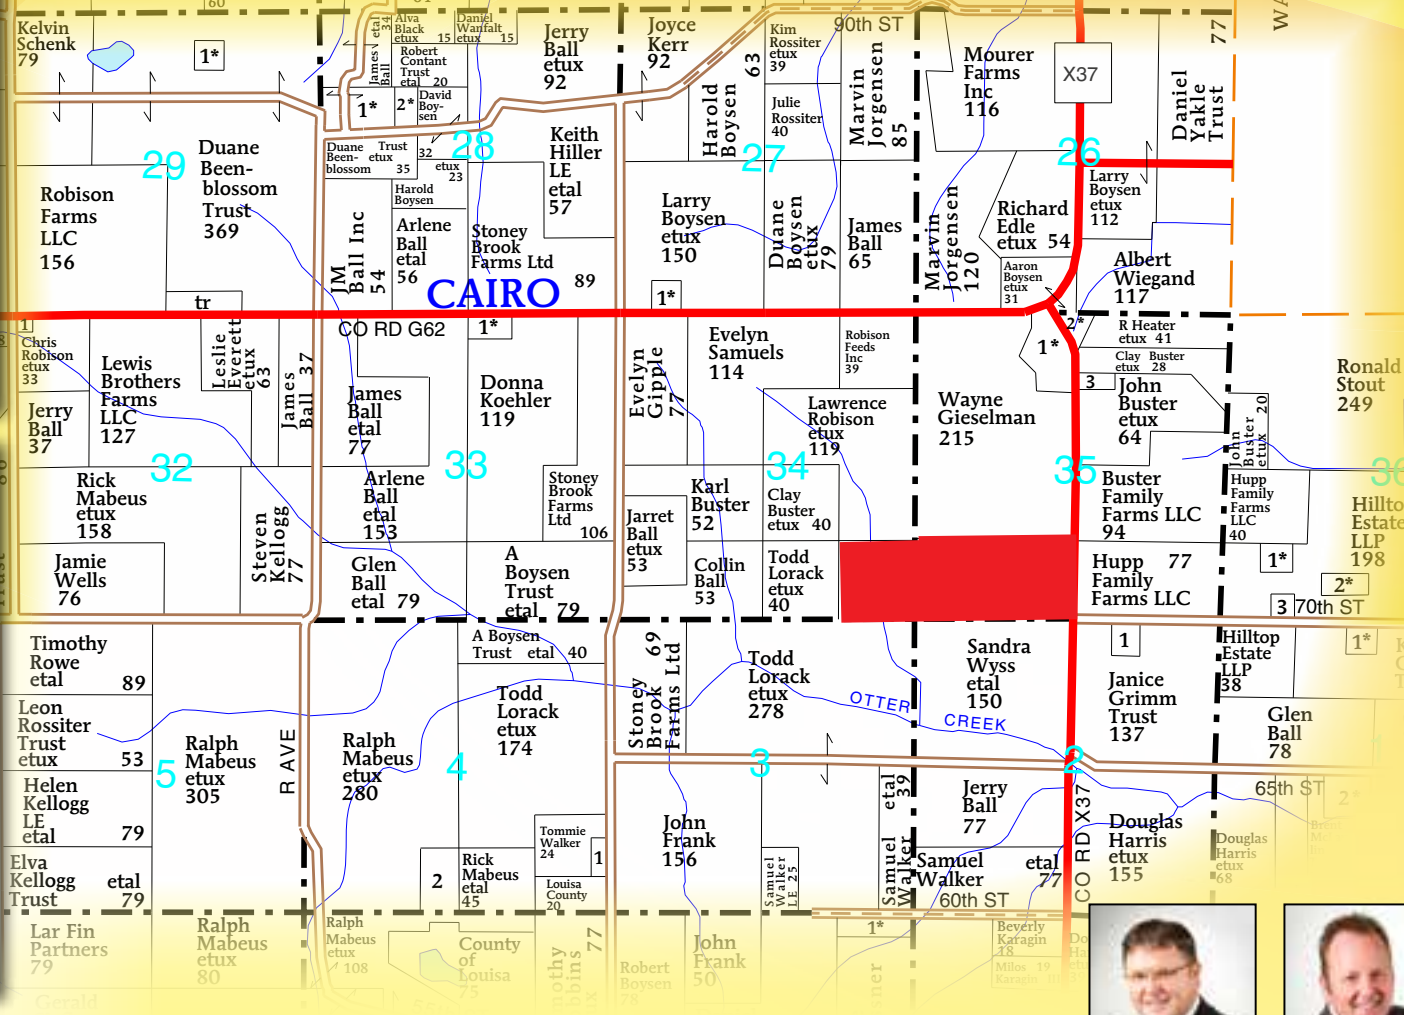 60
Kelvin
Schenk
79
1*
James etal
Ball 34
Alva
Black
etux 15
Daniel
Wanfalt
etux 15
Robert
Contant
Trust
etal 20
1*
2*
David
Boy-
sen
Jerry
Ball
etux
92
Joyce
Kerr
92
63
Harold
Boysen
Kim
Rossiter
etux
39
90th ST
Julie
Rossiter
40
Marvin
Jorgensen
85
Mourer
Farms
Inc
116
X37
Daniel
Yakle
Trust
77
WA
29
Duane
Been-
blossom
Trust
369
Robison
Farms
LLC
156
tr
Duane Trust
Been- etux
blossom 35
28
32
etux
23
Harold
Boysen
Keith
Hiller
LE
etal
57
JM
Ball Inc
54
Arlene
Ball
etal
56
Stoney
Brook
Farms Ltd
89
CAIRO
27
Larry
Boysen
etux
150
1*
Duane
Boysen
etux
79
James
Ball
65
Marvin
Jorgensen
120
26
Richard
Edle
etux 54
Larry
Boysen
etux
112
Aaron
Boysen
etux
31
Albert
Wiegand
117
CO RD G62
1*
1
Chris
Robison
etux
33
Jerry
Ball
37
Lewis
Brothers
Farms
LLC
127
Leslie
Everett
etux
63
James
Ball 37
James
Ball
etal
77
Donna
Koehler
119
Evelyn
Gipple
77
Evelyn
Samuels
114
Robison
Feeds
Inc
39
Lawrence
Robison
etux
119
Wayne
Gieselman
215
1*
2*
R Heater
etux 41
Clay Buster
etux 28
3
John
Buster
etux
64
John
Buster
etux 20
Ronald
Stout
249
32
Rick
Mabeus
etux
158
Jamie
Wells
76
Steven
Kellogg
77
33
Arlene
Ball
etal
153
Glen
Ball
etal 79
Stoney
Brook
Farms
Ltd
106
A
Boysen
Trust
etal 79
34
Jarret
Ball
etux
53
Karl
Buster
52
Clay
Buster
etux 40
Collin
Ball
53
Todd
Lorack
etux
40
35
Buster
Family
Farms LLC
94
Hupp
Family
Farms
LLC
40
36
Hillto
Estate
LLP
198
Hupp 77
Family
Farms LLC
1*
2*
3
70th ST
Timothy
Rowe
etal 89
Leon
Rossiter
Trust
etux 53
Helen
Kellogg
LE
etal 79
Elva
Kellogg etal
Trust 79
5
Ralph
Mabeus
etux
305
R AVE
Ralph
Mabeus
etux
280
4
A Boysen
Trust etal 40
Todd
Lorack
etux
174
Tommie
Walker
24
1
2
Rick
Mabeus
etal
45
Louisa
County
20
Stoney
Brook 69
Farms Ltd
Todd
Lorack
etux
278
OTTER CREEK
3
John
Frank
156
Samuel
Walker
LE 25
Samuel etal
Walker 39
Sandra
Wyss
etal
150
2
Jerry
Ball
77
Samuel etal
Walker 77
60th ST
CO RD X37
1
Janice
Grimm
Trust
137
Hilltop
Estate
LLP
38
1*
Glen
Ball
78
65th ST
2*
Douglas
Harris
etux
155
Douglas
Harris
etux
68
Lar Fin
Partners
79
Gerald
Ralph
Mabeus
etux
80
Ralph
Mabeus
etux
108
County
of
Louisa
75
77
Robert
Boysen
78
John
Frank
50
1*
Beverly
Karagin
18
Milos 19
Karagin